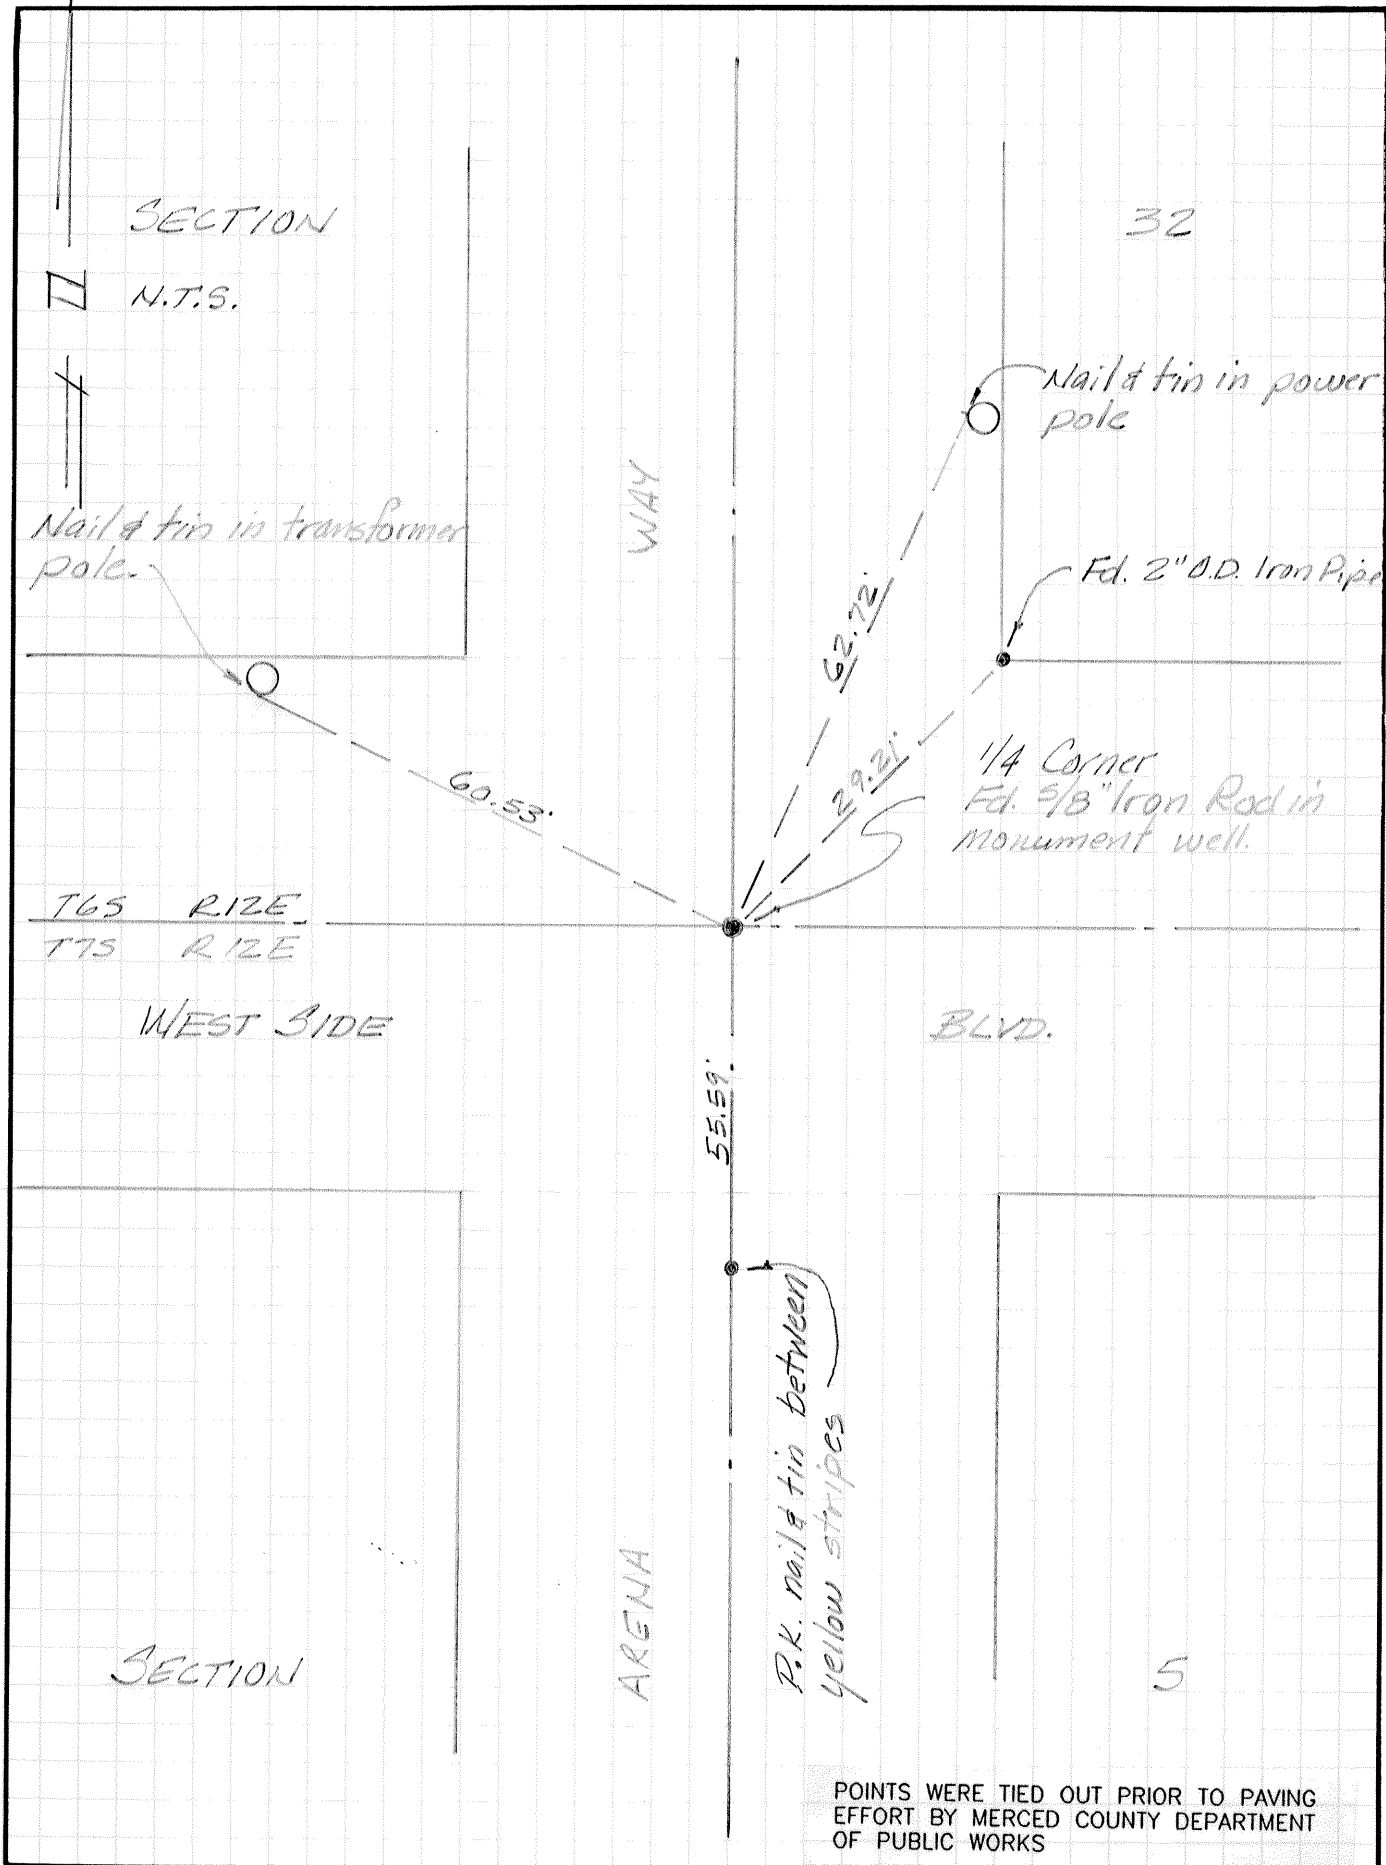 SECTION 32
N
N.T.S.
Nail & tin in power
pole
WAY
Nail & tin in transformer
pole.
Fd. 2" O.D. Iron Pipe
62.72'
29.21'
1/4 Corner
Fd. 5/8" Iron Rod in
monument well.
60.53'
T6S R12E
T7S R12E
WEST SIDE BLVD.
55.59'
P.K. nail & tin between
yellow stripes
ARENA
SECTION 5
POINTS WERE TIED OUT PRIOR TO PAVING
EFFORT BY MERCED COUNTY DEPARTMENT
OF PUBLIC WORKS